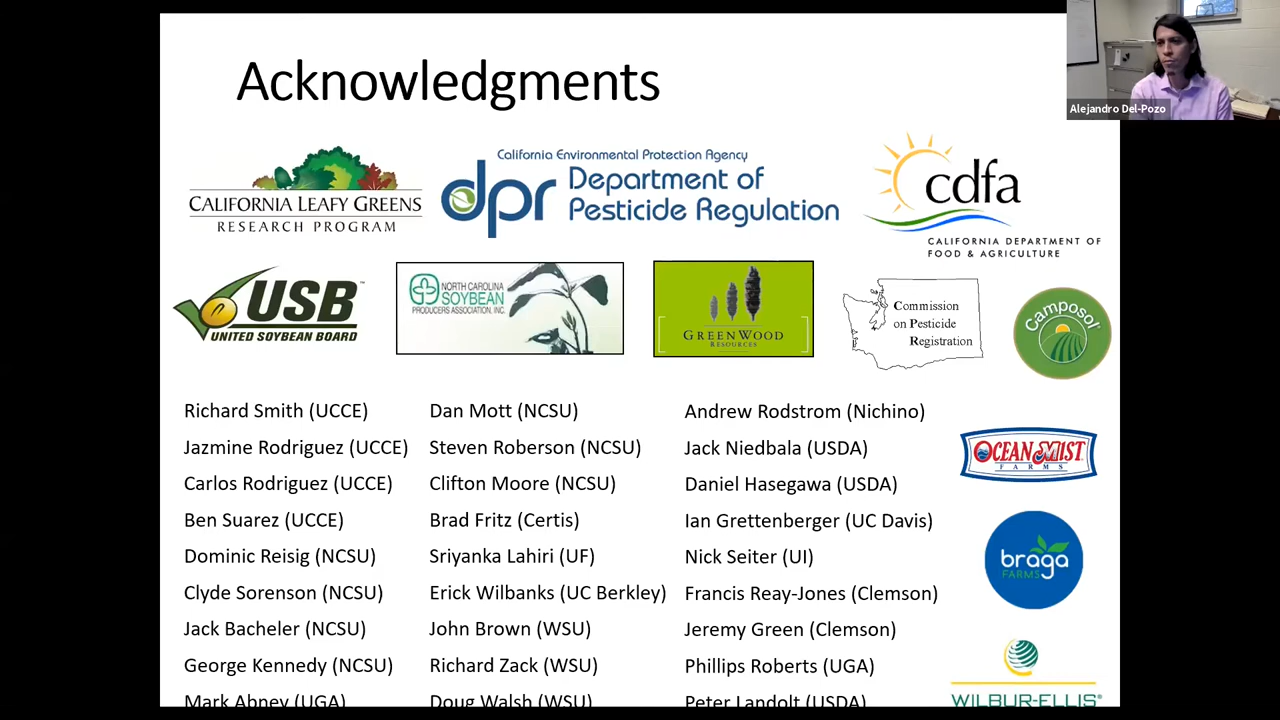 Acknowledgments
Alejandro Del-Pozo
CALIFORNIA LEAFY GREENS
RESEARCH PROGRAM
California Environmental Protection Agency
dpr
Department of
Pesticide Regulation
cdfa
CALIFORNIA DEPARTMENT OF
FOOD & AGRICULTURE
USB™
UNITED SOYBEAN BOARD
NORTH CAROLINA
SOYBEAN
PRODUCERS ASSOCIATION, INC.
GREENWOOD
RESOURCES
Commission
on Pesticide
Registration
Camposol
Richard Smith (UCCE)
Jazmine Rodriguez (UCCE)
Carlos Rodriguez (UCCE)
Ben Suarez (UCCE)
Dominic Reisig (NCSU)
Clyde Sorenson (NCSU)
Jack Bacheler (NCSU)
George Kennedy (NCSU)
Mark Abney (UGA)
Dan Mott (NCSU)
Steven Roberson (NCSU)
Clifton Moore (NCSU)
Brad Fritz (Certis)
Sriyanka Lahiri (UF)
Erick Wilbanks (UC Berkley)
John Brown (WSU)
Richard Zack (WSU)
Doug Walsh (WSU)
Andrew Rodstrom (Nichino)
Jack Niedbala (USDA)
Daniel Hasegawa (USDA)
Ian Grettenberger (UC Davis)
Nick Seiter (UI)
Francis Reay-Jones (Clemson)
Jeremy Green (Clemson)
Phillips Roberts (UGA)
Peter Landolt (USDA)
OCEAN MIST
FARMS
braga
FARMS
WILBUR-ELLIS®